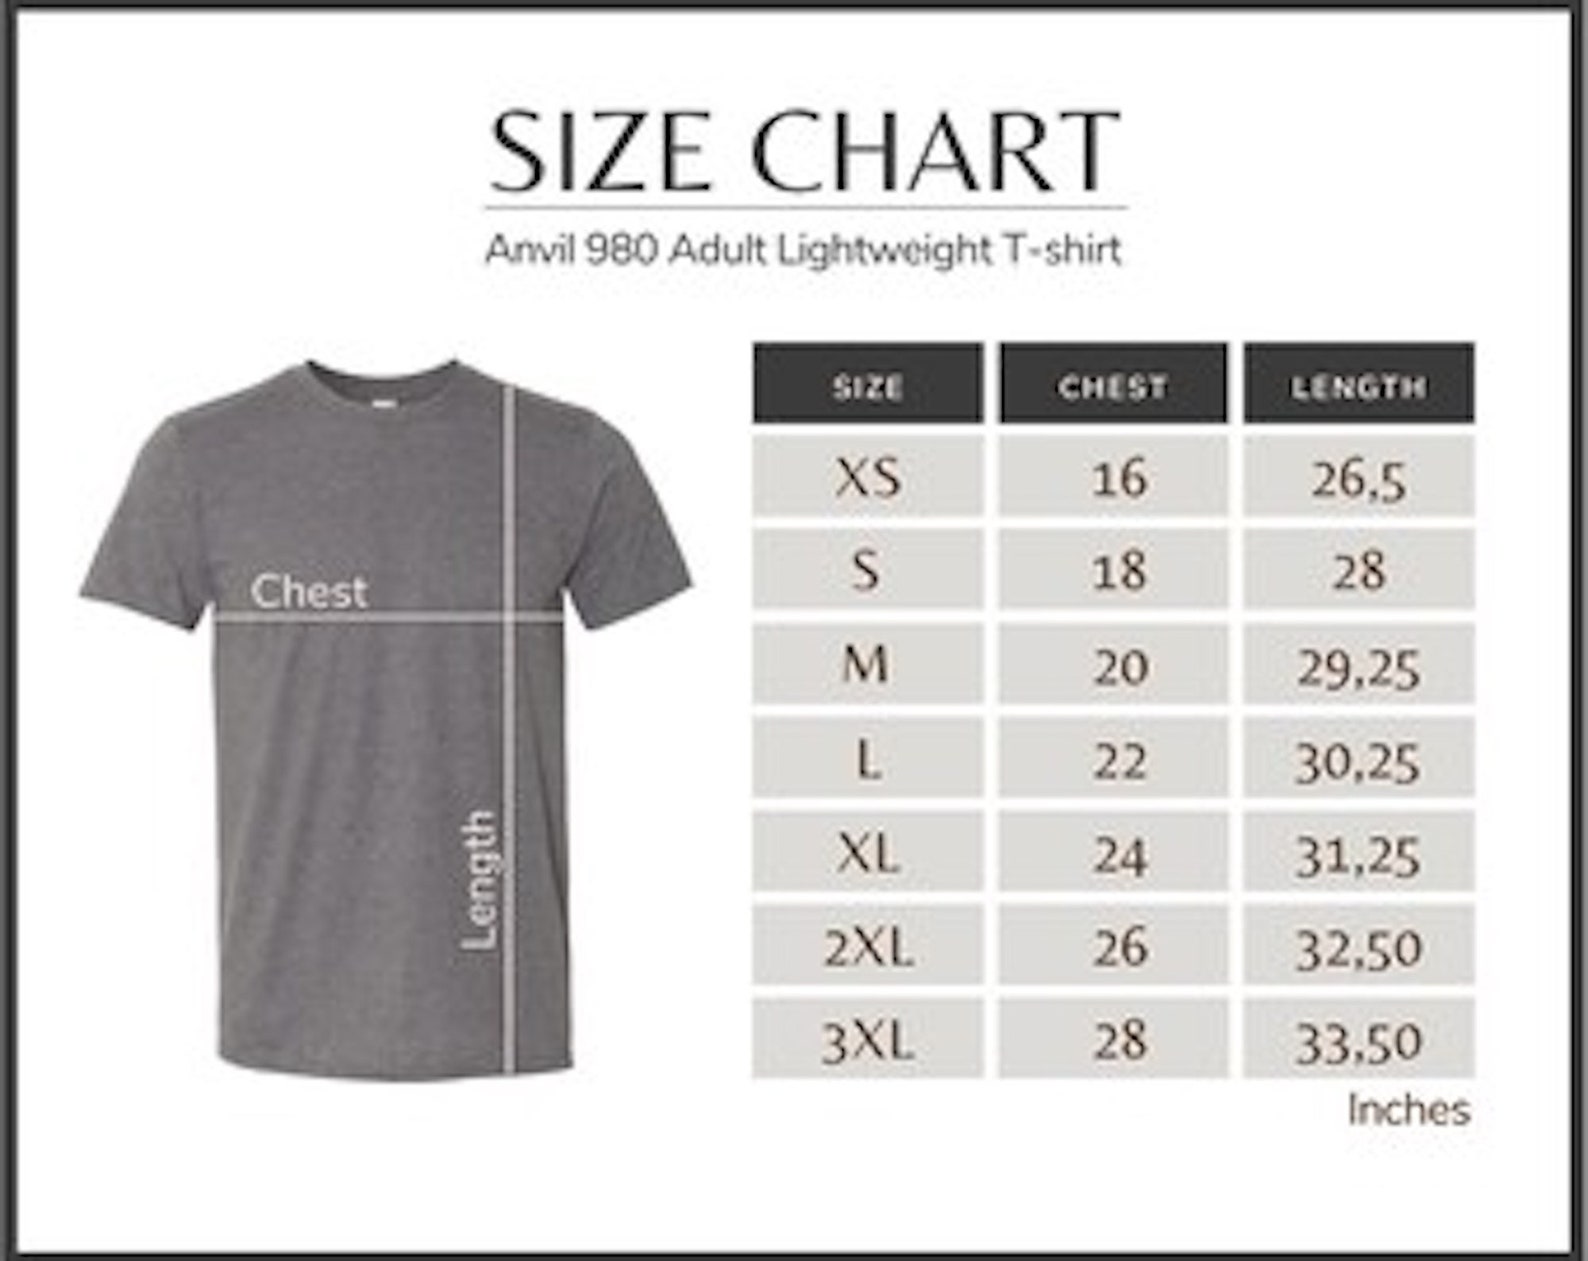 SIZE CHART
Anvil 980 Adult Lightweight T-shirt
Chest
Length
SIZE CHEST LENGTH
XS 16 26,5
S 18 28
M 20 29,25
L 22 30,25
XL 24 31,25
2XL 26 32,50
3XL 28 33,50
Inches